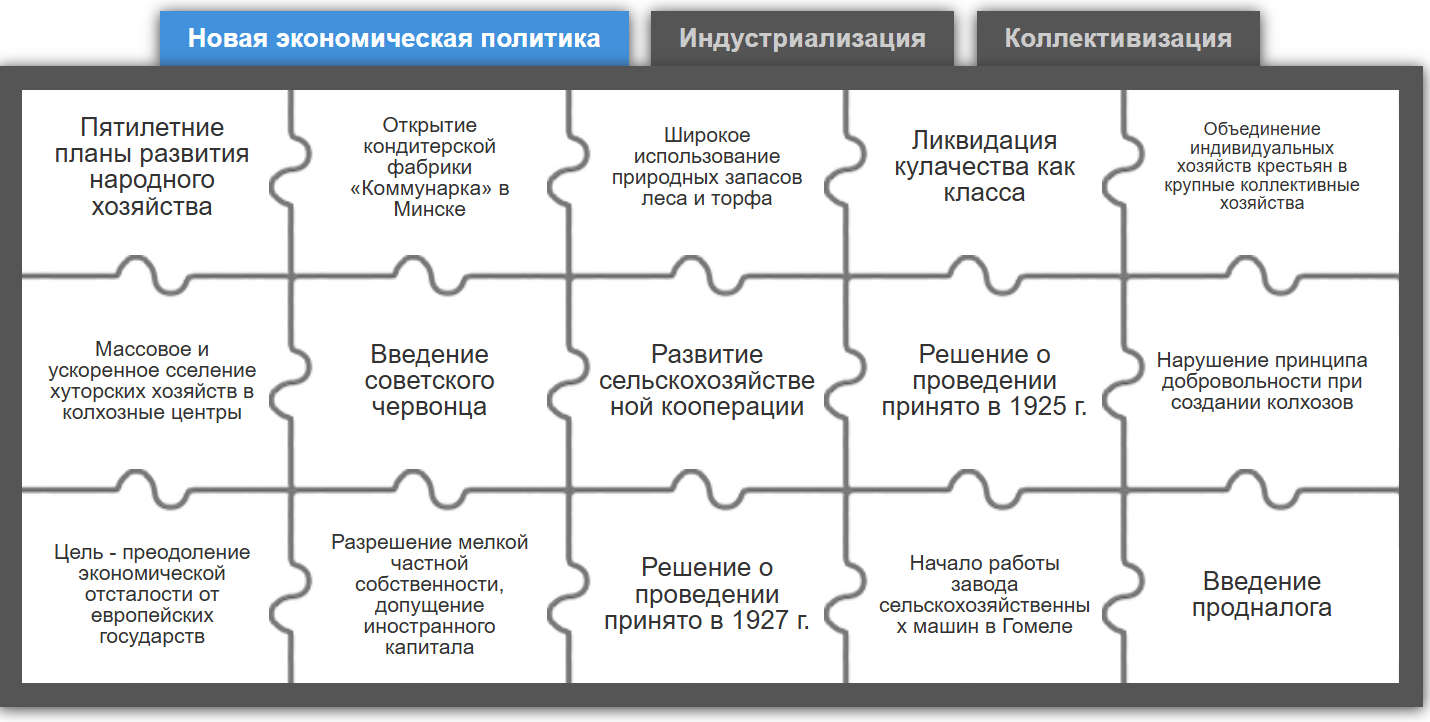 Новая экономическая политика
Индустриализация
Коллективизация
Пятилетние
планы развития
народного
хозяйства
Открытие
кондитерской
фабрики
«Коммунарка» в
Минске
Широкое
использование
природных запасов
леса и торфа
Ликвидация
кулачества как
класса
Объединение
индивидуальных
хозяйств крестьян в
крупные коллективные
хозяйства
Массовое и
ускоренное сселение
хуторских хозяйств в
колхозные центры
Введение
советского
червонца
Развитие
сельскохозяйстве
ной кооперации
Решение о
проведении
принято в 1925 г.
Нарушение принципа
добровольности при
создании колхозов
Цель - преодоление
экономической
отсталости от
европейских
государств
Разрешение мелкой
частной
собственности,
допущение
иностранного
капитала
Решение о
проведении
принято в 1927 г.
Начало работы
завода
сельскохозяйственны
х машин в Гомеле
Введение
продналога